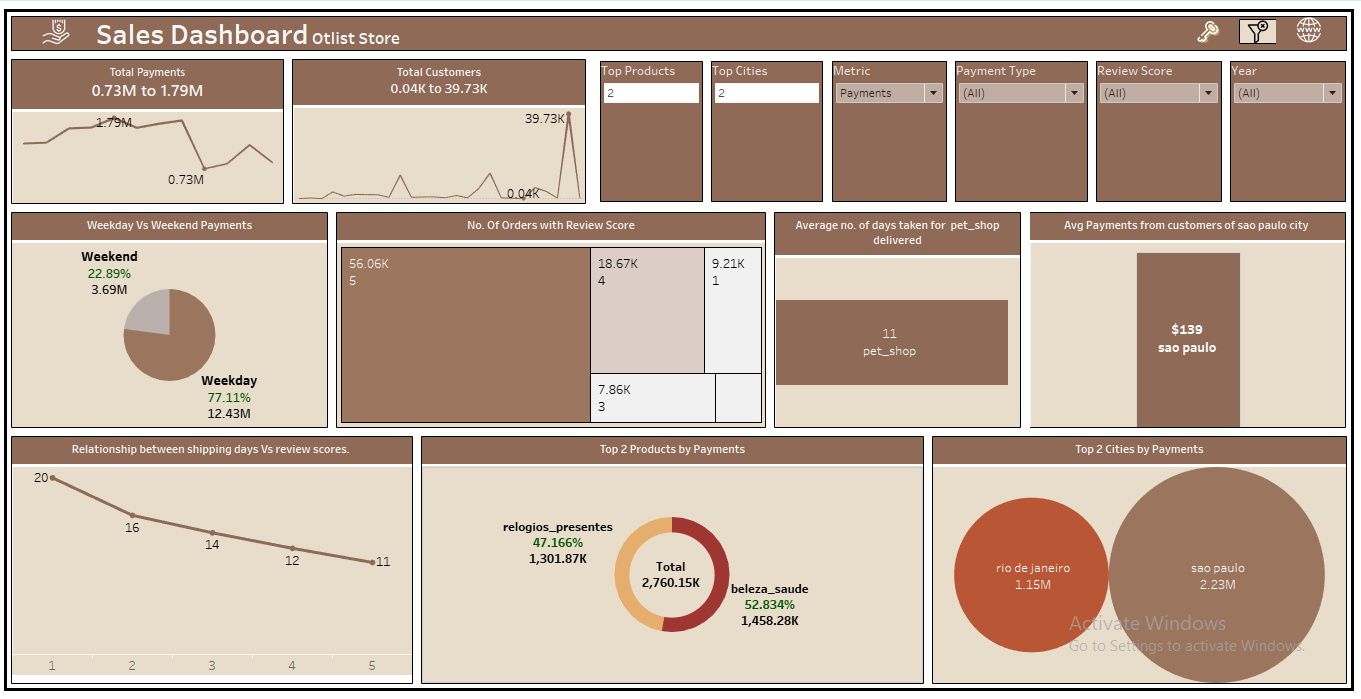 Sales Dashboard Otlist Store
WWW
Total Payments
0.73M to 1.79M
1.79M
0.73M
Total Customers
0.04K to 39.73K
39.73K
0.04K
Top Products
2
Top Cities
2
Metric
Payments
Payment Type
(All)
Review Score
(All)
Year
(All)
Weekday Vs Weekend Payments
Weekend
22.89%
3.69M
Weekday
77.11%
12.43M
No. Of Orders with Review Score
56.06K
5
18.67K
4
9.21K
1
7.86K
3
Average no. of days taken for pet_shop
delivered
11
pet_shop
Avg Payments from customers of sao paulo city
$139
sao paulo
Relationship between shipping days Vs review scores.
20
16
14
12
11
1 2 3 4 5
Top 2 Products by Payments
relogios_presentes
47.166%
1,301.87K
Total
2,760.15K
beleza_saude
52.834%
1,458.28K
Top 2 Cities by Payments
rio de janeiro
1.15M
sao paulo
2.23M
Activate Windows
Go to Settings to activate Windows.